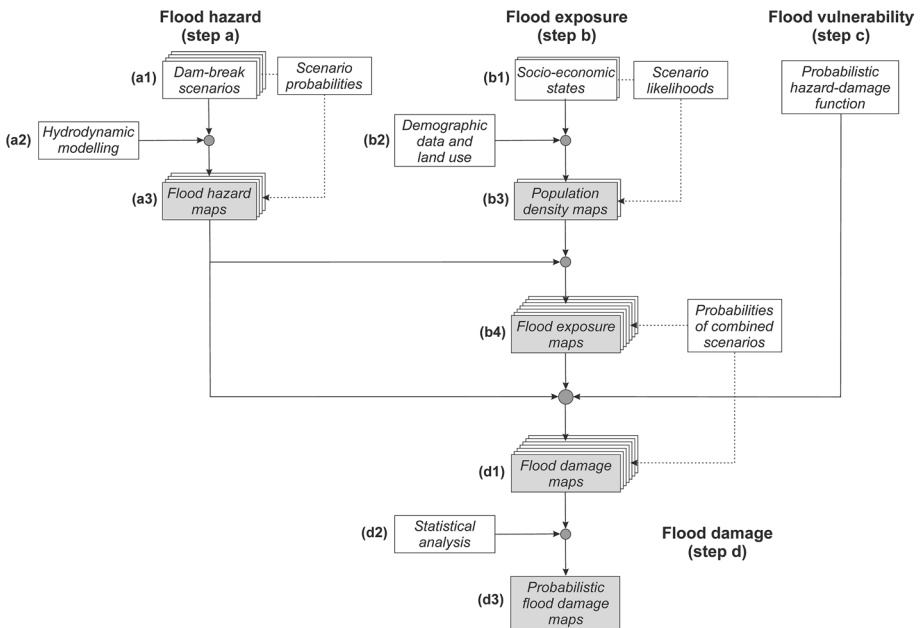 Flood hazard
(step a)
Flood exposure
(step b)
Flood vulnerability
(step c)
(a1)
Dam-break
scenarios
Scenario
probabilities
(b1)
Socio-economic
states
Scenario
likelihoods
Probabilistic
hazard-damage
function
(a2)
Hydrodynamic
modelling
(b2)
Demographic
data and
land use
(a3)
Flood hazard
maps
(b3)
Population
density maps
(b4)
Flood exposure
maps
Probabilities
of combined
scenarios
(d1)
Flood damage
maps
(d2)
Statistical
analysis
Flood damage
(step d)
(d3)
Probabilistic
flood damage
maps